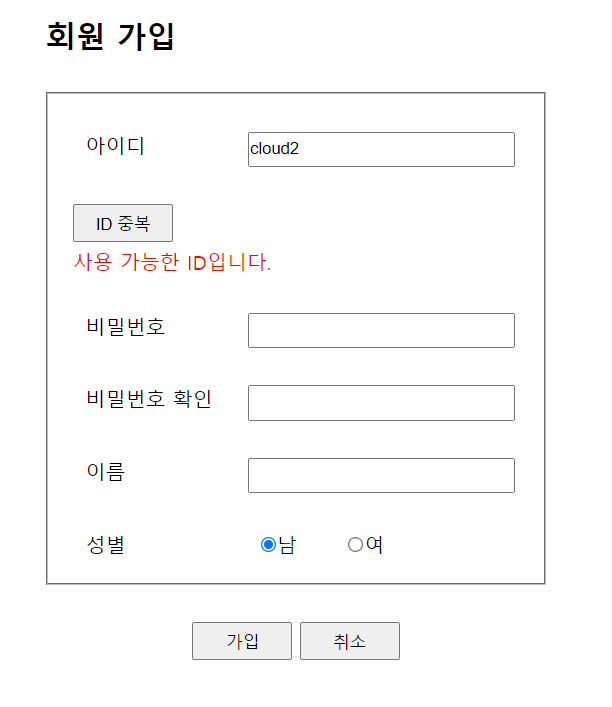 회원 가입
아이디 cloud2
ID 중복
사용 가능한 ID입니다.
비밀번호
비밀번호 확인
이름
성별 남 여
가입 취소